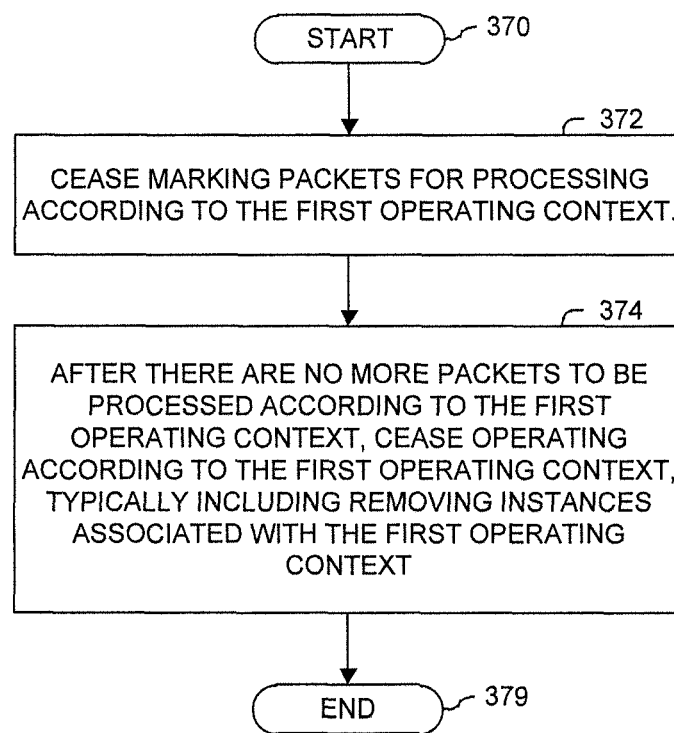 START
370
372
CEASE MARKING PACKETS FOR PROCESSING
ACCORDING TO THE FIRST OPERATING CONTEXT.
374
AFTER THERE ARE NO MORE PACKETS TO BE
PROCESSED ACCORDING TO THE FIRST
OPERATING CONTEXT, CEASE OPERATING
ACCORDING TO THE FIRST OPERATING CONTEXT,
TYPICALLY INCLUDING REMOVING INSTANCES
ASSOCIATED WITH THE FIRST OPERATING
CONTEXT
END
379